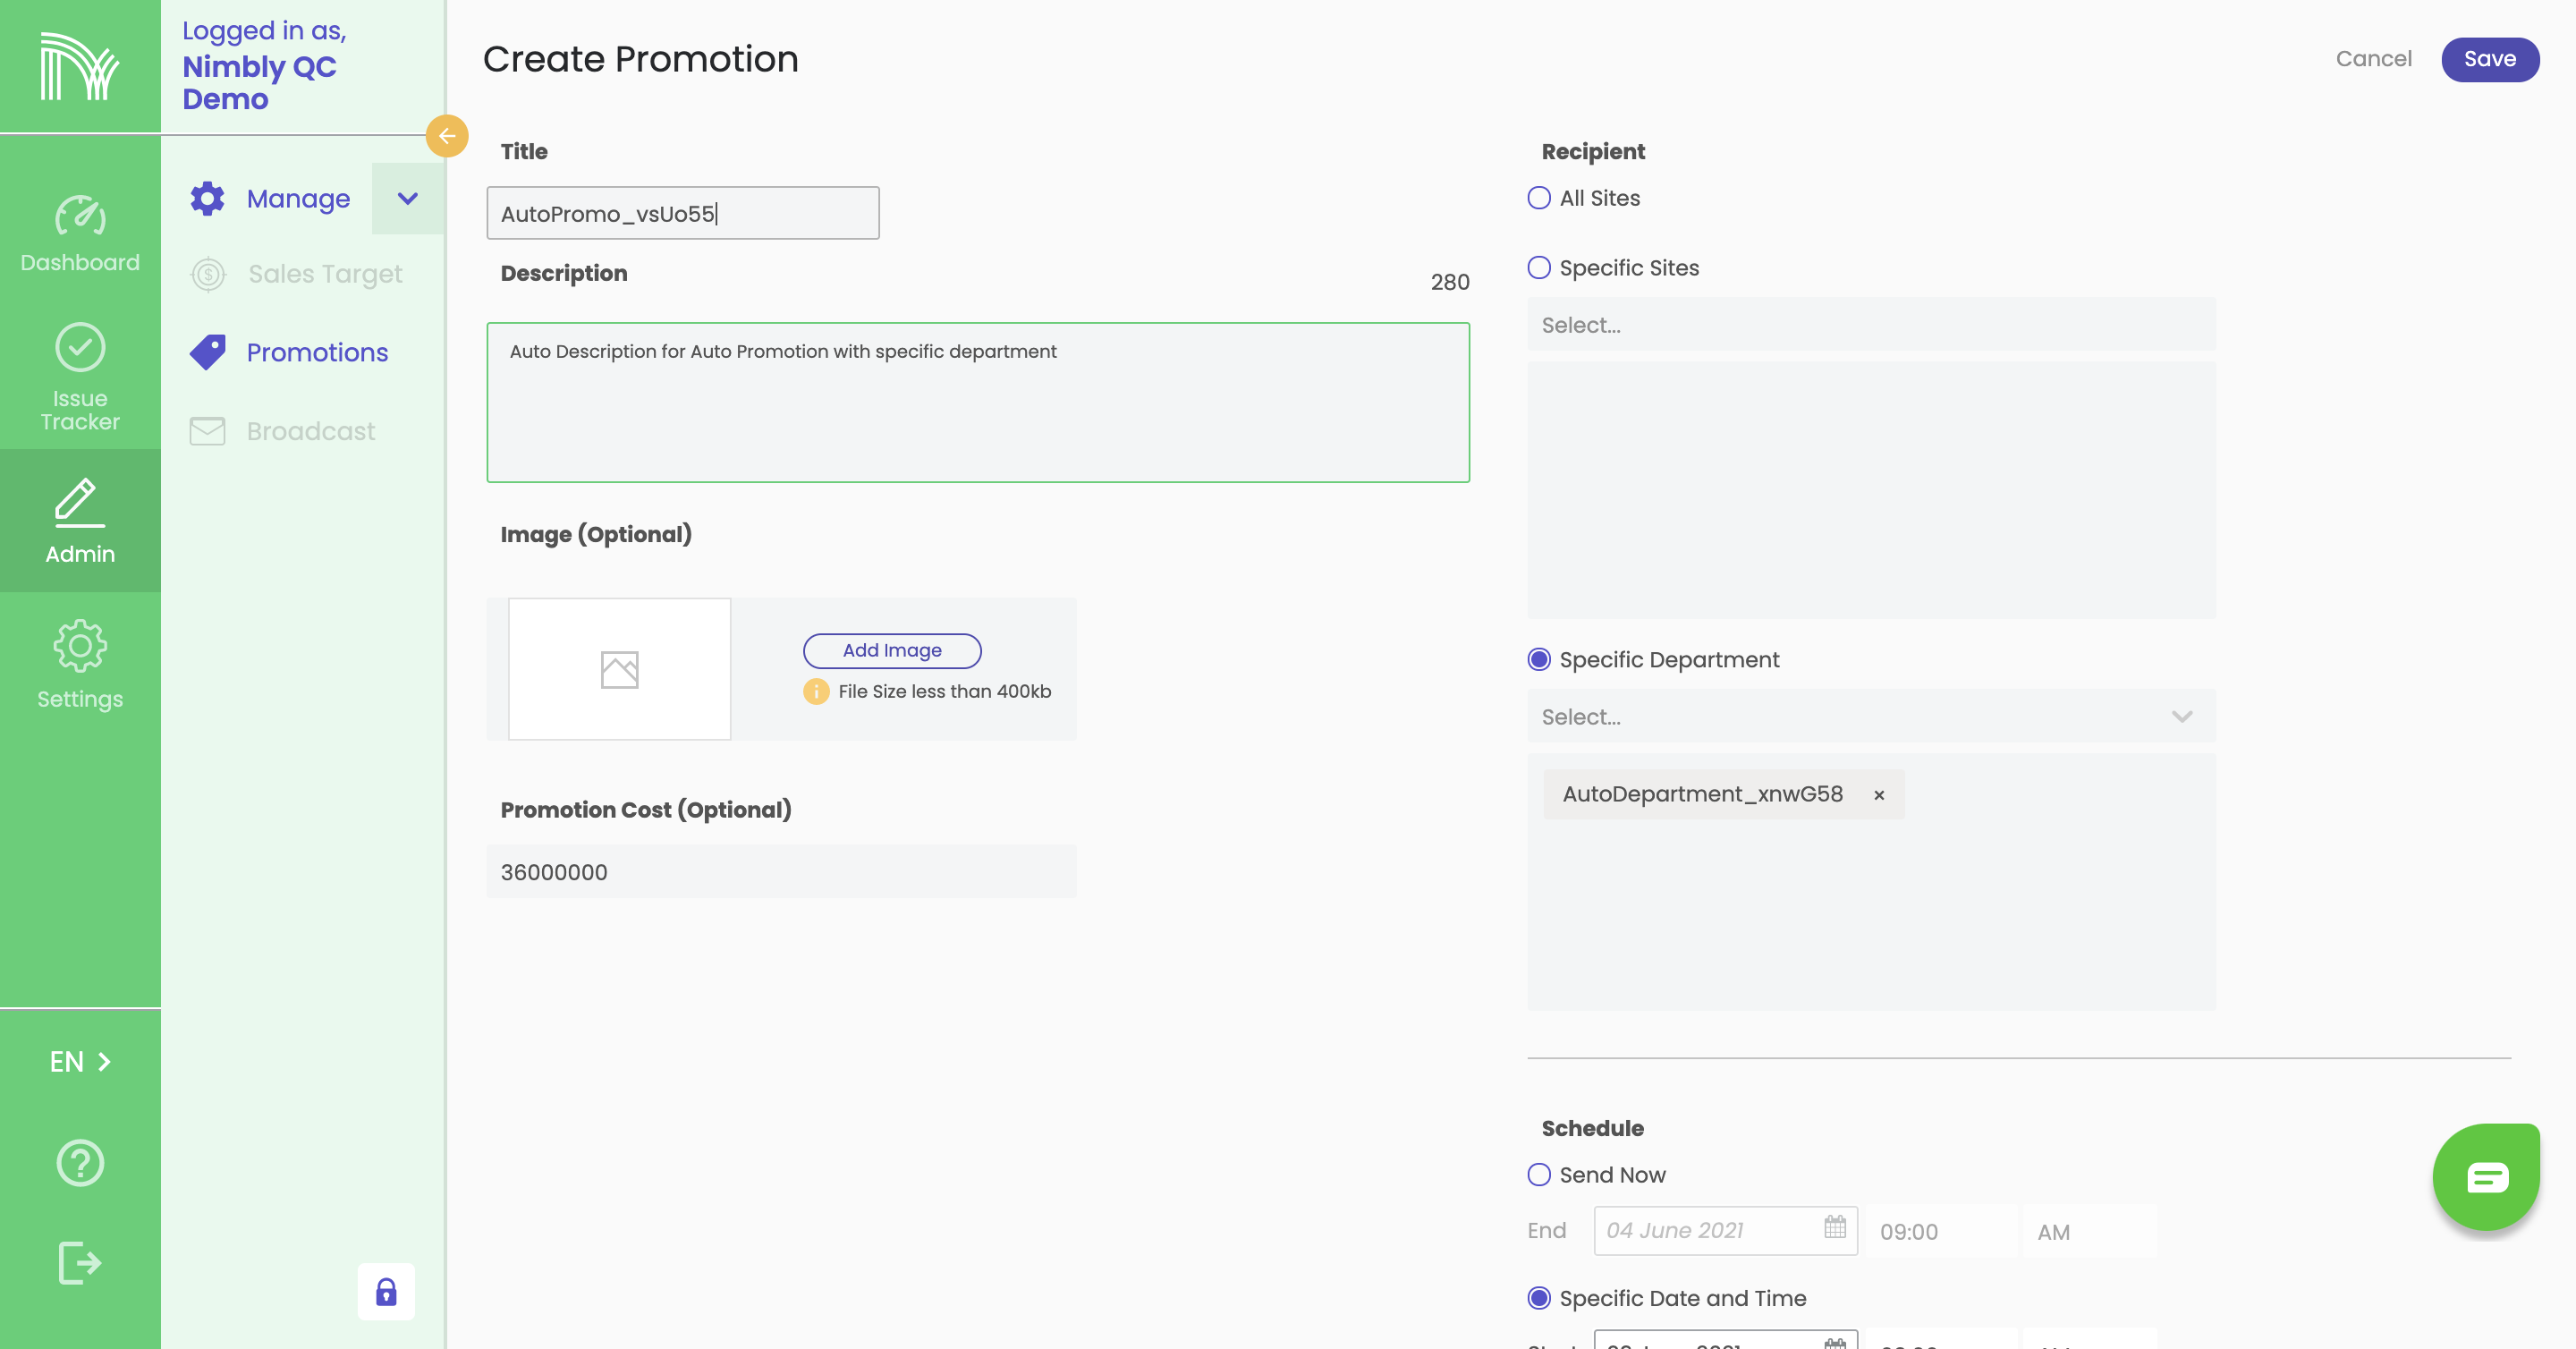 Logged in as,
Nimbly QC
Demo
Dashboard
Issue
Tracker
Admin
Settings
EN
Manage
Sales Target
Promotions
Broadcast
Create Promotion
Cancel
Save
Title
AutoPromo_vsUo55
Description
280
Auto Description for Auto Promotion with specific department
Image (Optional)
Add Image
File Size less than 400kb
Promotion Cost (Optional)
36000000
Recipient
All Sites
Specific Sites
Select...
Specific Department
Select...
AutoDepartment_xnwG58 ×
Schedule
Send Now
End 04 June 2021 09:00 AM
Specific Date and Time